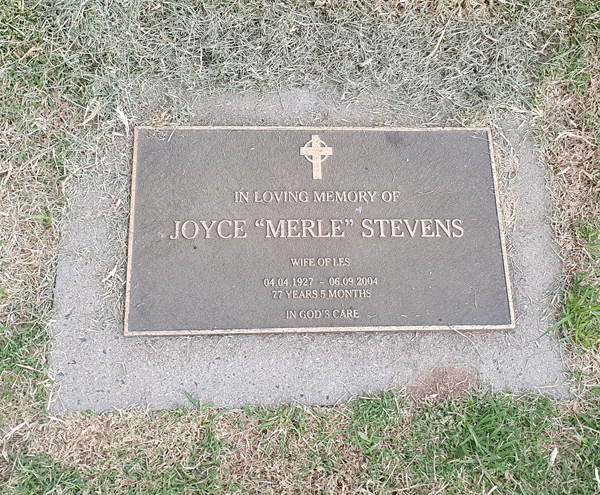 IN LOVING MEMORY OF
JOYCE “MERLE” STEVENS
WIFE OF LES
04.04.1927 - 06.09.2004
77 YEARS 5 MONTHS
IN GOD'S CARE